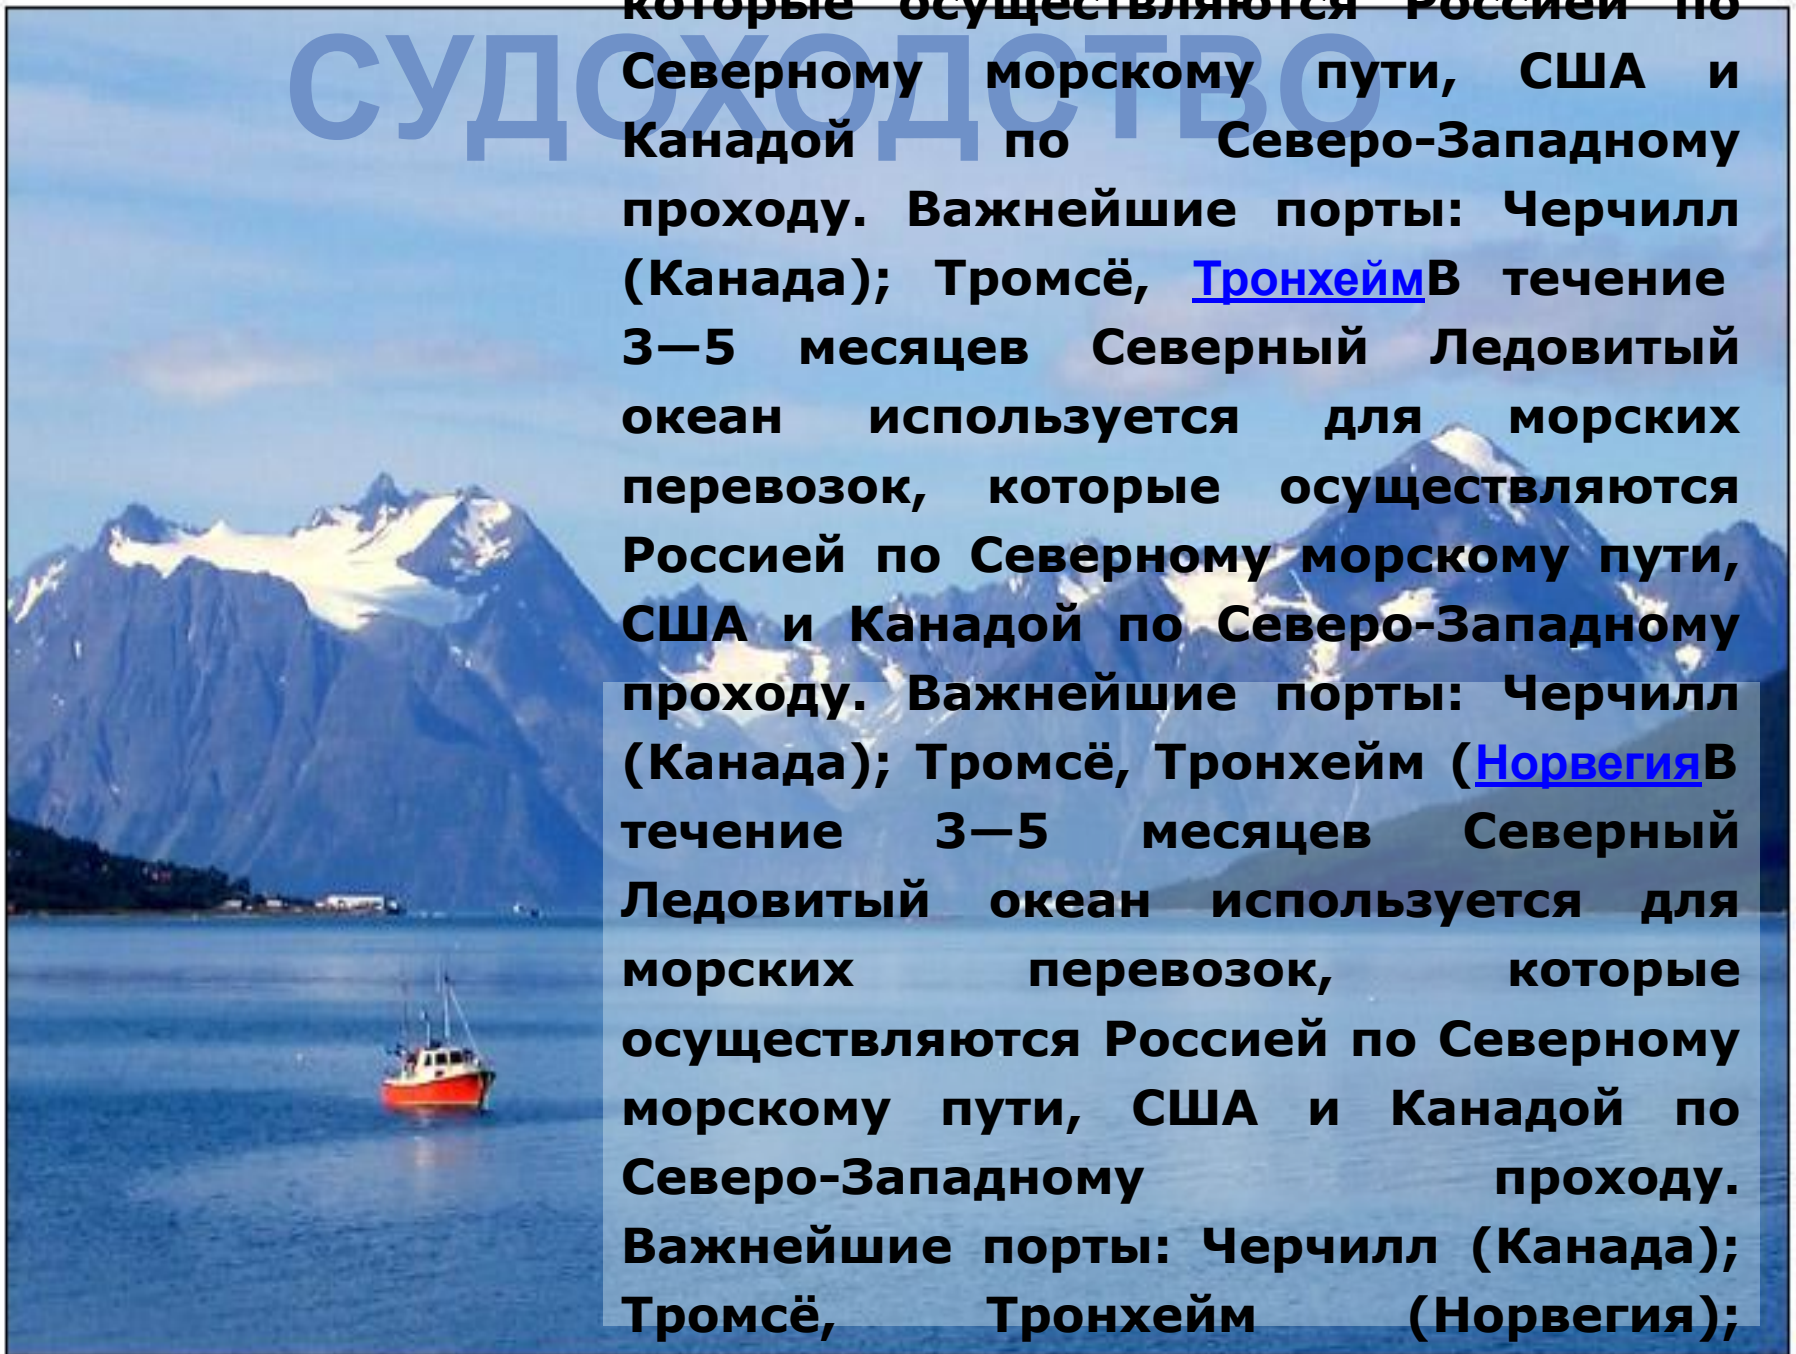 СУДОХОДСТВО
которые осуществляются Россией по
Северному морскому пути, США и
Канадой по Северо-Западному
проходу. Важнейшие порты: Черчилл
(Канада); Тромсё, ТронхеймВ течение
3—5 месяцев Северный Ледовитый
океан используется для морских
перевозок, которые осуществляются
Россией по Северному морскому пути,
США и Канадой по Северо-Западному
проходу. Важнейшие порты: Черчилл
(Канада); Тромсё, Тронхейм (НорвегияВ
течение 3—5 месяцев Северный
Ледовитый океан используется для
морских перевозок, которые
осуществляются Россией по Северному
морскому пути, США и Канадой по
Северо-Западному проходу.
Важнейшие порты: Черчилл (Канада);
Тромсё, Тронхейм (Норвегия);